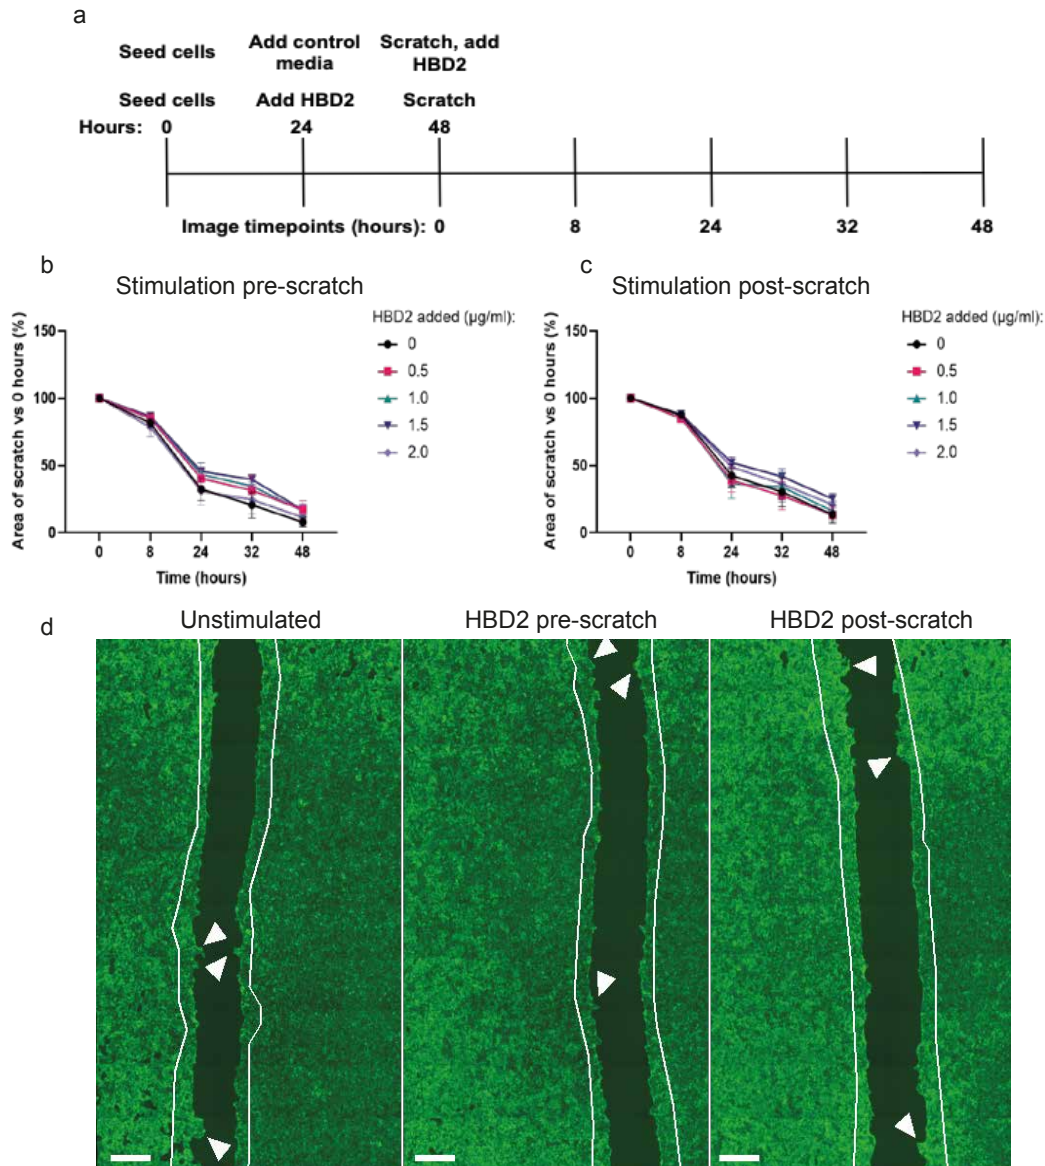 a
Seed cells Add control media Scratch, add HBD2
Seed cells Add HBD2 Scratch
Hours: 0 24 48
Image timepoints (hours): 0 8 24 32 48
b
Stimulation pre-scratch
HBD2 added (µg/ml):
0
0.5
1.0
1.5
2.0
Area of scratch vs 0 hours (%)
150
100
50
0
0 8 24 32 48
Time (hours)
c
Stimulation post-scratch
HBD2 added (µg/ml):
0
0.5
1.0
1.5
2.0
Area of scratch vs 0 hours (%)
150
100
50
0
0 8 24 32 48
Time (hours)
d
Unstimulated HBD2 pre-scratch HBD2 post-scratch